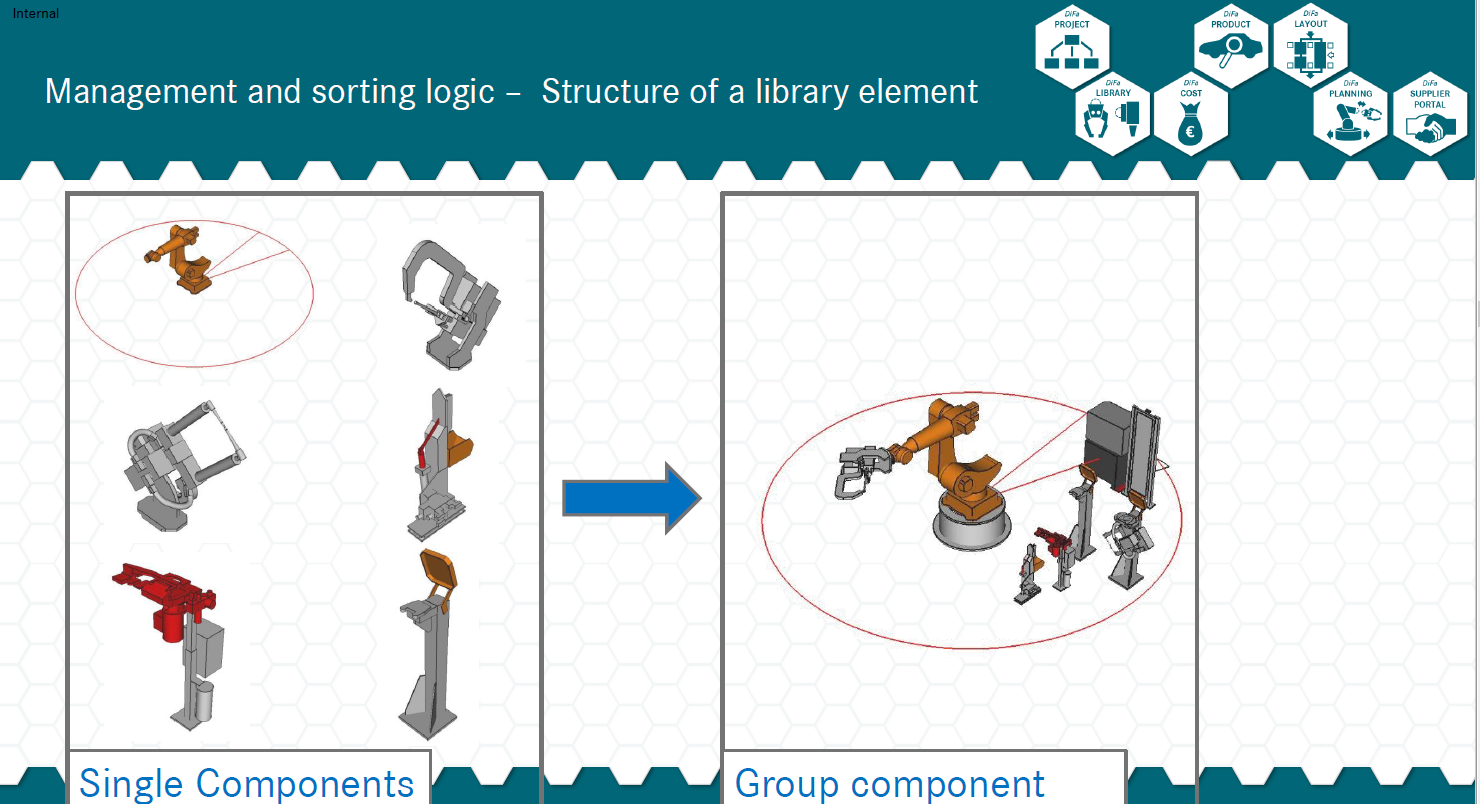 Internal
Management and sorting logic – Structure of a library element
DiFa
PROJECT
DiFa
PRODUCT
DiFa
LAYOUT
DiFa
LIBRARY
DiFa
COST
€
DiFa
PLANNING
DiFa
SUPPLIER
PORTAL
Single Components
Group component